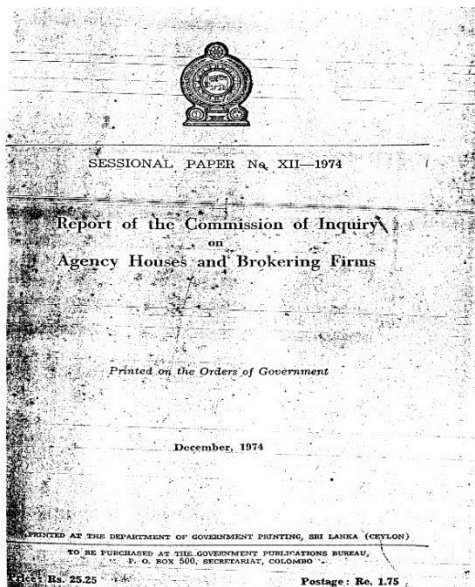 SESSIONAL PAPER No. XII—1974
Report of the Commission of Inquiry
on
Agency Houses and Brokering Firms
Printed on the Orders of Government
December, 1974
PRINTED AT THE DEPARTMENT OF GOVERNMENT PRINTING, SRI LANKA (CEYLON)
TO BE PURCHASED AT THE GOVERNMENT PUBLICATIONS BUREAU,
P. O. BOX 500, SECRETARIAT, COLOMBO
Price: Rs. 25.25
Postage: Re. 1.75